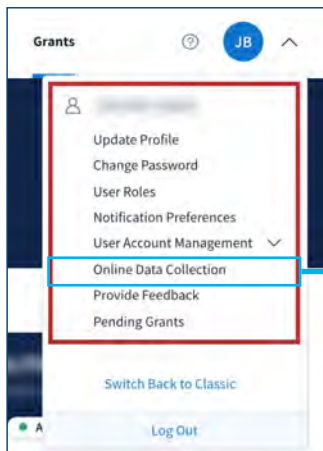 Grants
JB
Update Profile
Change Password
User Roles
Notification Preferences
User Account Management
Online Data Collection
Provide Feedback
Pending Grants
Switch Back to Classic
A
Log Out